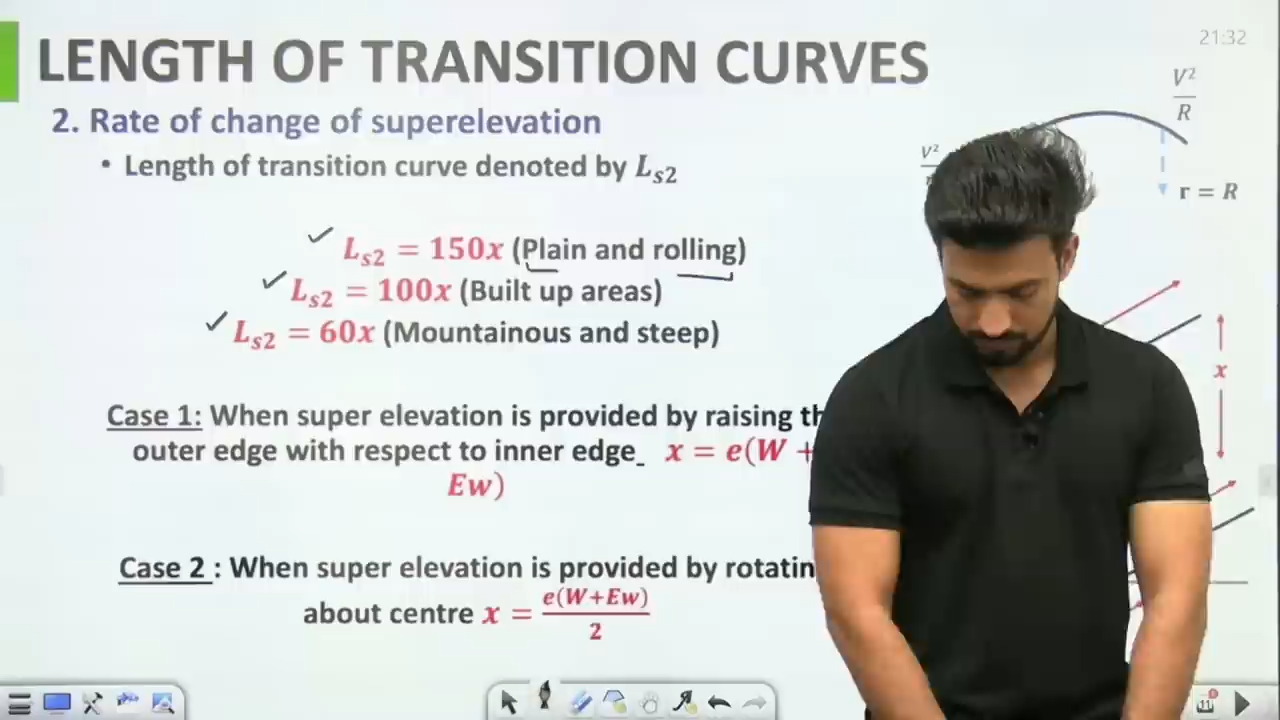 LENGTH OF TRANSITION CURVES
21:32
2. Rate of change of superelevation
• Length of transition curve denoted by Ls2
V²
R
V²
r = R
Ls2 = 150x (Plain and rolling)
Ls2 = 100x (Built up areas)
Ls2 = 60x (Mountainous and steep)
x
Case 1: When super elevation is provided by raising
outer edge with respect to inner edge_ x = e(W +
Ew)
Case 2 : When super elevation is provided by
about centre x = e(W+Ew)
2